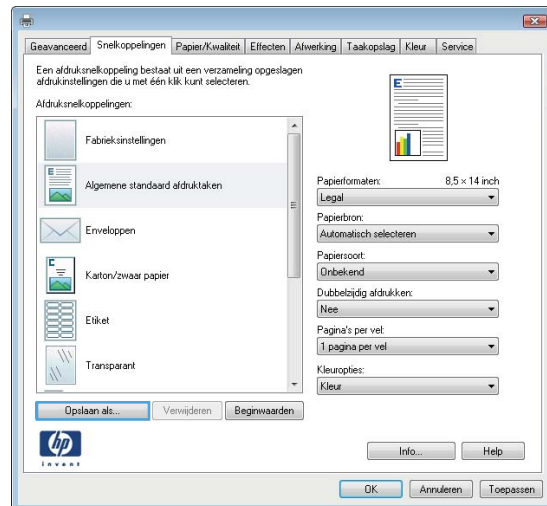 Geavanceerd Snelkoppelingen Papier/Kwaliteit Effecten Afwerking Taakopslag Kleur Service
Een afdruksnelkoppeling bestaat uit een verzameling opgeslagen
afdrukinstellingen die u met één klik kunt selecteren.
Afdruksnelkoppelingen:
Fabrieksinstellingen
Algemene standaard afdruktaken
Enveloppen
Karton/zwaar papier
Etiket
Transparant
Opslaan als... Verwijderen Beginwaarden
E
Papierformaten: 8,5 × 14 inch
Legal
Papierbron:
Automatisch selecteren
Papiersoort:
Onbekend
Dubbelzijdig afdrukken:
Nee
Pagina's per vel:
1 pagina per vel
Kleuropties:
Kleur
hp
invent
Info... Help
OK Annuleren Toepassen